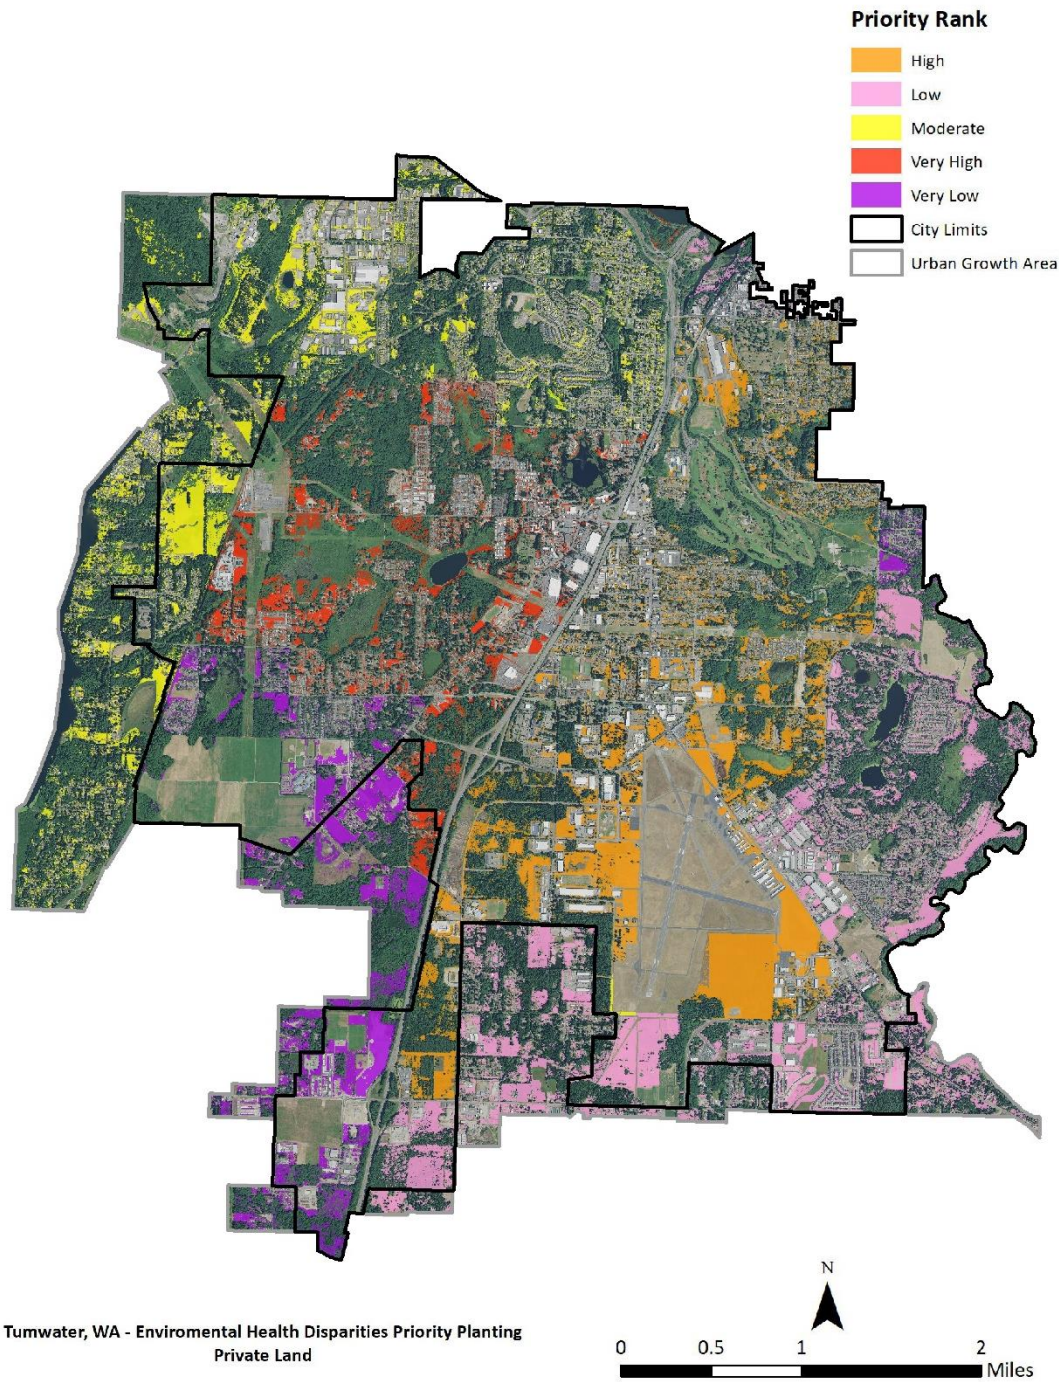 Priority Rank
High
Low
Moderate
Very High
Very Low
City Limits
Urban Growth Area
N
Tumwater, WA - Enviromental Health Disparities Priority Planting
Private Land
0 0.5 1 2
Miles